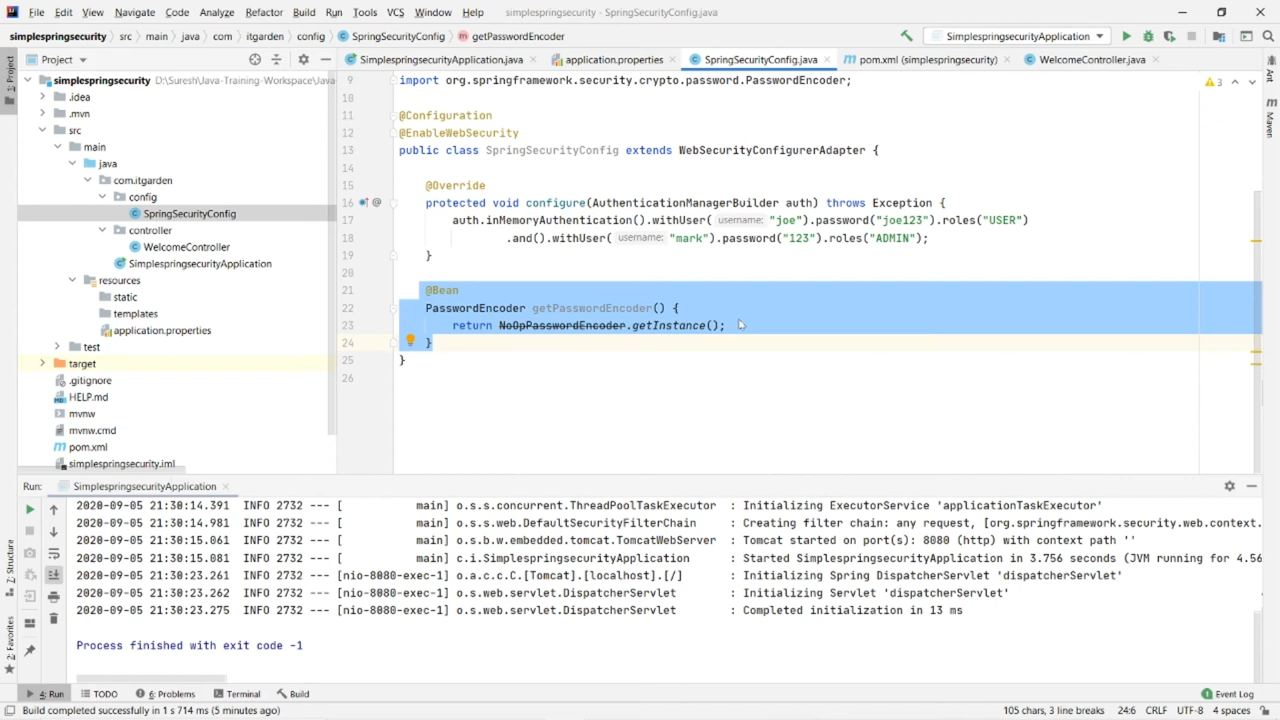 File Edit View Navigate Code Analyze Refactor Build Run Tools VCS Window Help simplespringsecurity - SpringSecurityConfig.java
simplespringsecurity src main java com itgarden config SpringSecurityConfig getPasswordEncoder SimplespringsecurityApplication
Project SimplespringsecurityApplication.java application.properties SpringSecurityConfig.java pom.xml (simplespringsecurity) WelcomeController.java
1: Project
Ant
Maven
simplespringsecurity D:\Suresh\Java-Training-Workspace\Java
.idea
.mvn
src
main
java
com.itgarden
config
SpringSecurityConfig
controller
WelcomeController
SimplespringsecurityApplication
resources
static
templates
application.properties
test
target
.gitignore
HELP.md
mvnw
mvnw.cmd
pom.xml
simplespringsecurity.iml
3
9 import org.springframework.security.crypto.password.PasswordEncoder;
10
11 @Configuration
12 @EnableWebSecurity
13 public class SpringSecurityConfig extends WebSecurityConfigurerAdapter {
14
15 @Override
16 protected void configure(AuthenticationManagerBuilder auth) throws Exception {
17 auth.inMemoryAuthentication().withUser( username: "joe").password("joe123").roles("USER")
18 .and().withUser( username: "mark").password("123").roles("ADMIN");
19 }
20
21 @Bean
22 PasswordEncoder getPasswordEncoder() {
23 return NoOpPasswordEncoder.getInstance();
24 }
25 }
26
Run: SimplespringsecurityApplication
2020-09-05 21:30:14.391 INFO 2732 --- [ main] o.s.s.concurrent.ThreadPoolTaskExecutor : Initializing ExecutorService 'applicationTaskExecutor'
2020-09-05 21:30:14.981 INFO 2732 --- [ main] o.s.s.web.DefaultSecurityFilterChain : Creating filter chain: any request, [org.springframework.security.web.context.
2020-09-05 21:30:15.061 INFO 2732 --- [ main] o.s.b.w.embedded.tomcat.TomcatWebServer : Tomcat started on port(s): 8080 (http) with context path ''
2020-09-05 21:30:15.081 INFO 2732 --- [ main] c.i.SimplespringsecurityApplication : Started SimplespringsecurityApplication in 3.756 seconds (JVM running for 4.56
2020-09-05 21:30:23.261 INFO 2732 --- [nio-8080-exec-1] o.a.c.c.C.[Tomcat].[localhost].[/] : Initializing Spring DispatcherServlet 'dispatcherServlet'
2020-09-05 21:30:23.262 INFO 2732 --- [nio-8080-exec-1] o.s.web.servlet.DispatcherServlet : Initializing Servlet 'dispatcherServlet'
2020-09-05 21:30:23.275 INFO 2732 --- [nio-8080-exec-1] o.s.web.servlet.DispatcherServlet : Completed initialization in 13 ms
Process finished with exit code -1
Z: Structure
2: Favorites
4: Run TODO 6: Problems Terminal Build Event Log
Build completed successfully in 1 s 714 ms (5 minutes ago) 105 chars, 3 line breaks 24:6 CRLF UTF-8 4 spaces